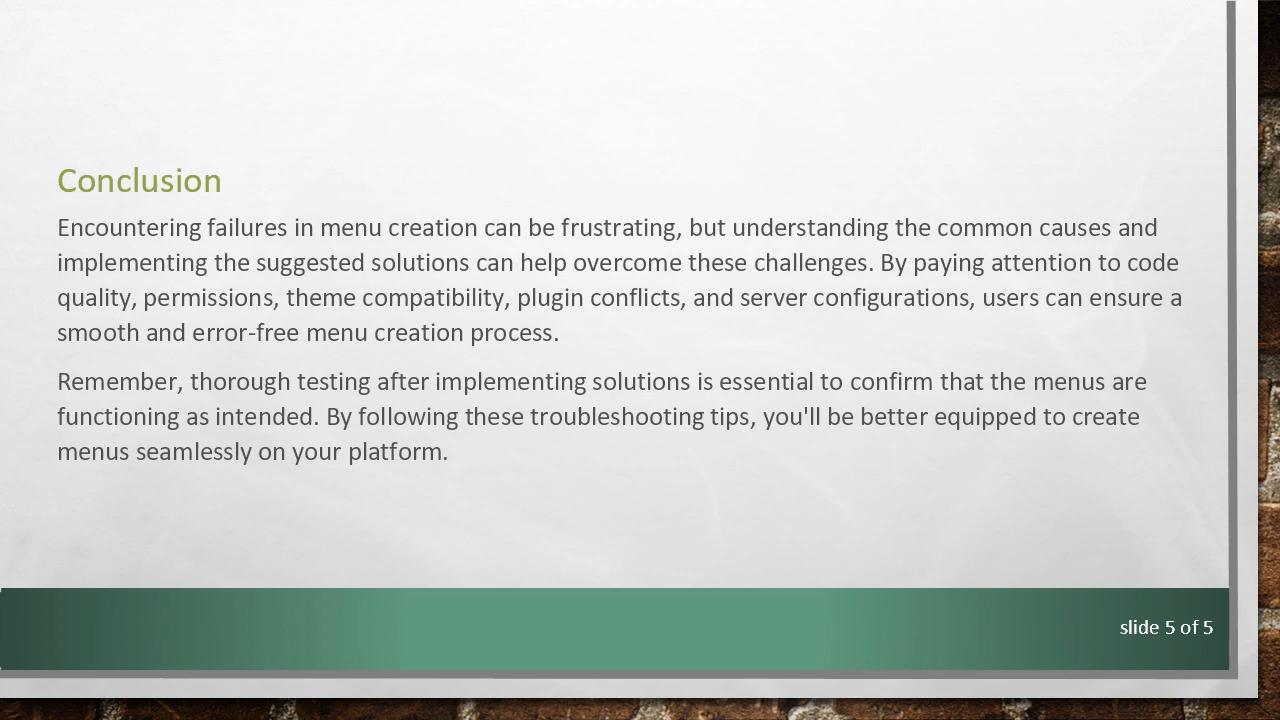 Conclusion
Encountering failures in menu creation can be frustrating, but understanding the common causes and
implementing the suggested solutions can help overcome these challenges. By paying attention to code
quality, permissions, theme compatibility, plugin conflicts, and server configurations, users can ensure a
smooth and error-free menu creation process.
Remember, thorough testing after implementing solutions is essential to confirm that the menus are
functioning as intended. By following these troubleshooting tips, you'll be better equipped to create
menus seamlessly on your platform.
slide 5 of 5